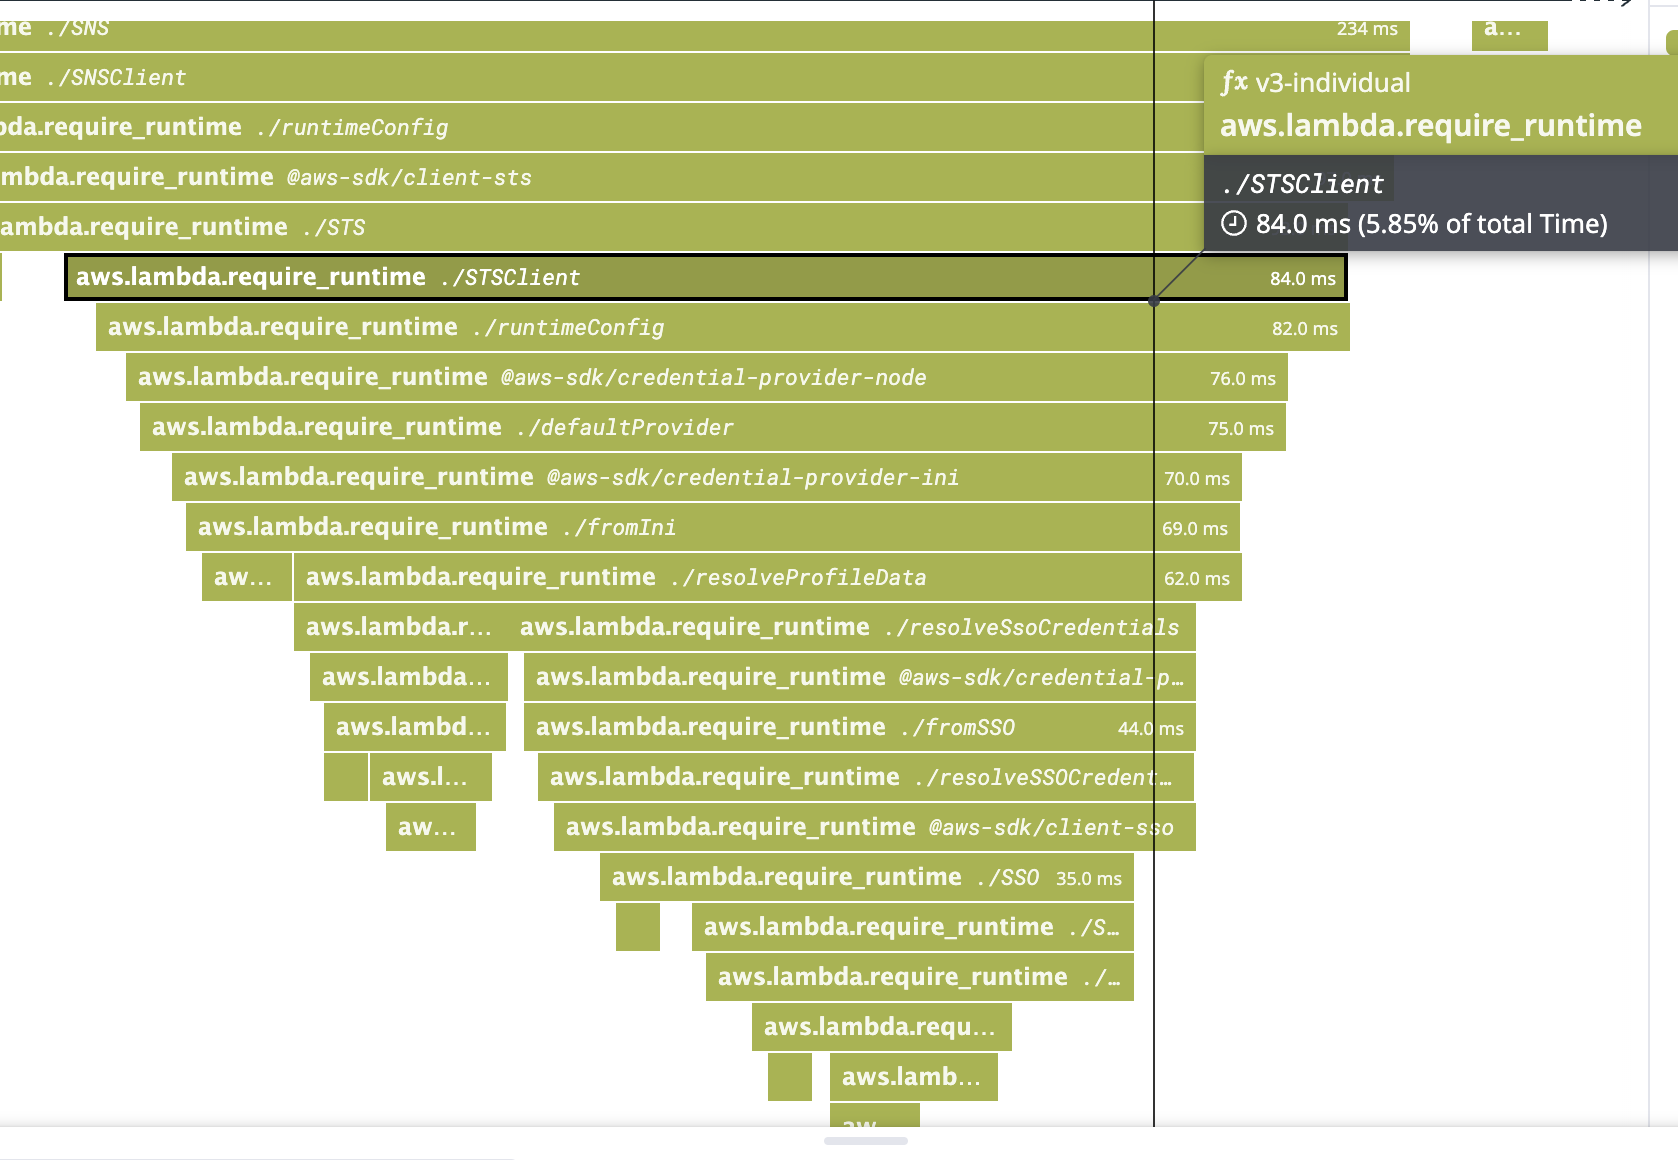 me ./SNS 234 ms a...
me ./SNSClient
bda.require_runtime ./runtimeConfig
mbda.require_runtime @aws-sdk/client-sts
ambda.require_runtime ./STS
fx v3-individual
aws.lambda.require_runtime
./STSClient
84.0 ms (5.85% of total Time)
aws.lambda.require_runtime ./STSClient 84.0 ms
aws.lambda.require_runtime ./runtimeConfig 82.0 ms
aws.lambda.require_runtime @aws-sdk/credential-provider-node 76.0 ms
aws.lambda.require_runtime ./defaultProvider 75.0 ms
aws.lambda.require_runtime @aws-sdk/credential-provider-ini 70.0 ms
aws.lambda.require_runtime ./fromIni 69.0 ms
aw... aws.lambda.require_runtime ./resolveProfileData 62.0 ms
aws.lambda.r... aws.lambda.require_runtime ./resolveSsoCredentials
aws.lambda... aws.lambda.require_runtime @aws-sdk/credential-p...
aws.lambd... aws.lambda.require_runtime ./fromSSO 44.0 ms
aws.l... aws.lambda.require_runtime ./resolveSSOCredent...
aw... aws.lambda.require_runtime @aws-sdk/client-sso
aws.lambda.require_runtime ./SSO 35.0 ms
aws.lambda.require_runtime ./S...
aws.lambda.require_runtime ./...
aws.lambda.requ...
aws.lamb...
aw...